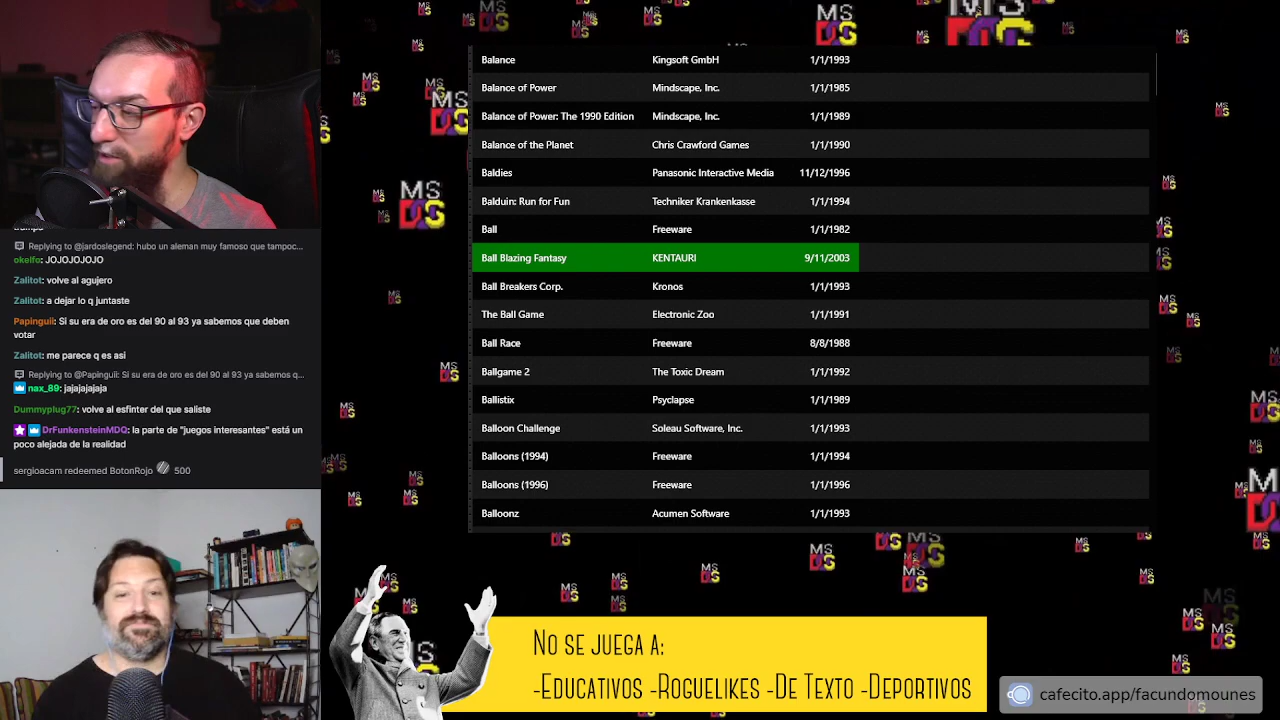 Replying to @jardoslegend: hubo un aleman muy famoso que tampoc...
okelfo: JOJOJOJOJO
Zalitot: volve al agujero
Zalitot: a dejar lo q juntaste
Papinguii: Si su era de oro es del 90 al 93 ya sabemos que deben
votar
Zalitot: me parece q es asi
Replying to @Papinguii: Si su era de oro es del 90 al 93 ya sabemos q...
nax_89: jajajajajaja
Dummyplug77: volve al esfinter del que saliste
DrFunkensteinMDQ: la parte de "juegos interesantes" está un
poco alejada de la realidad
sergioacam redeemed BotonRojo 500
Balance Kingsoft GmbH 1/1/1993
Balance of Power Mindscape, Inc. 1/1/1985
Balance of Power: The 1990 Edition Mindscape, Inc. 1/1/1989
Balance of the Planet Chris Crawford Games 1/1/1990
Baldies Panasonic Interactive Media 11/12/1996
Balduin: Run for Fun Techniker Krankenkasse 1/1/1994
Ball Freeware 1/1/1982
Ball Blazing Fantasy KENTAURI 9/11/2003
Ball Breakers Corp. Kronos 1/1/1993
The Ball Game Electronic Zoo 1/1/1991
Ball Race Freeware 8/8/1988
Ballgame 2 The Toxic Dream 1/1/1992
Ballistix Psyclapse 1/1/1989
Balloon Challenge Soleau Software, Inc. 1/1/1993
Balloons (1994) Freeware 1/1/1994
Balloons (1996) Freeware 1/1/1996
Balloonz Acumen Software 1/1/1993
No se juega a:
-Educativos -Roguelikes -De Texto -Deportivos
cafecito.app/facundomounes
MS
DOS